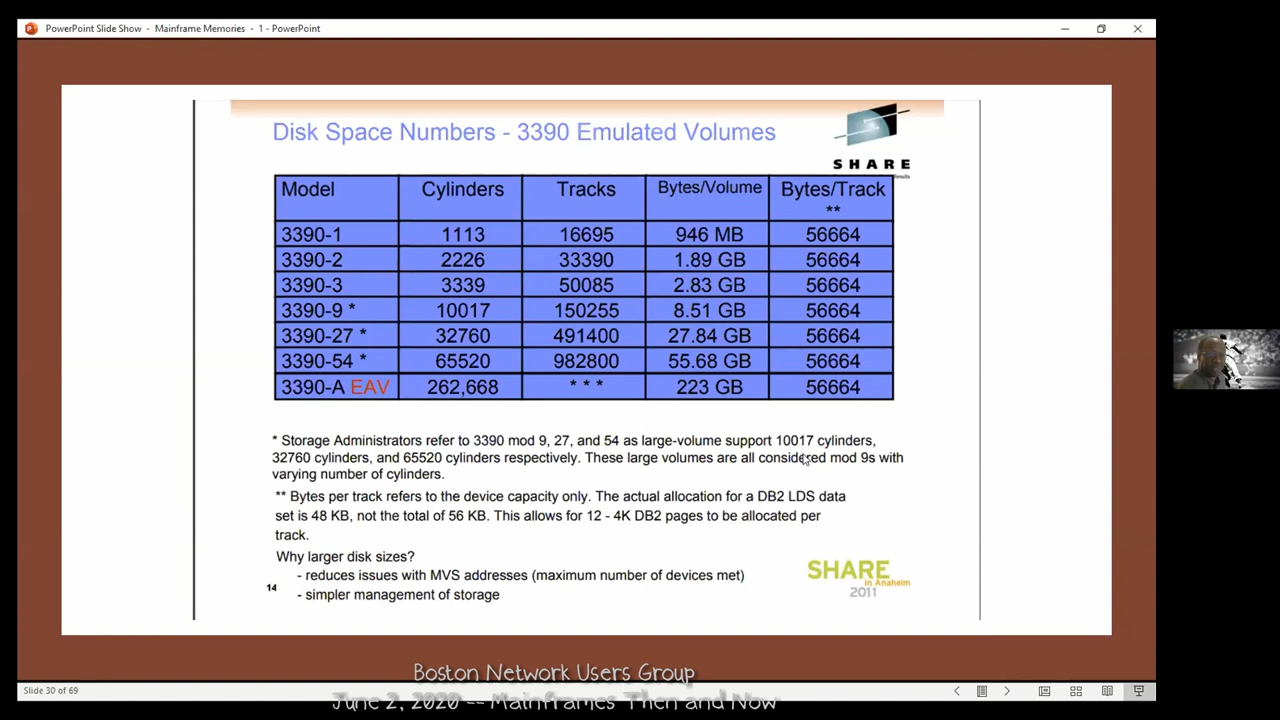 PowerPoint Slide Show - Mainframe Memories - 1 - PowerPoint
Disk Space Numbers - 3390 Emulated Volumes
SHARE
Results
Model Cylinders Tracks Bytes/Volume Bytes/Track
**
3390-1 1113 16695 946 MB 56664
3390-2 2226 33390 1.89 GB 56664
3390-3 3339 50085 2.83 GB 56664
3390-9 * 10017 150255 8.51 GB 56664
3390-27 * 32760 491400 27.84 GB 56664
3390-54 * 65520 982800 55.68 GB 56664
3390-A EAV 262,668 * * * 223 GB 56664
* Storage Administrators refer to 3390 mod 9, 27, and 54 as large-volume support 10017 cylinders,
32760 cylinders, and 65520 cylinders respectively. These large volumes are all considered mod 9s with
varying number of cylinders.
** Bytes per track refers to the device capacity only. The actual allocation for a DB2 LDS data
set is 48 KB, not the total of 56 KB. This allows for 12 - 4K DB2 pages to be allocated per
track.
Why larger disk sizes?
- reduces issues with MVS addresses (maximum number of devices met)
- simpler management of storage
14
SHARE
in Anaheim
2011
Boston Network Users Group
June 2, 2020 -- Mainframes Then and Now
Slide 30 of 69